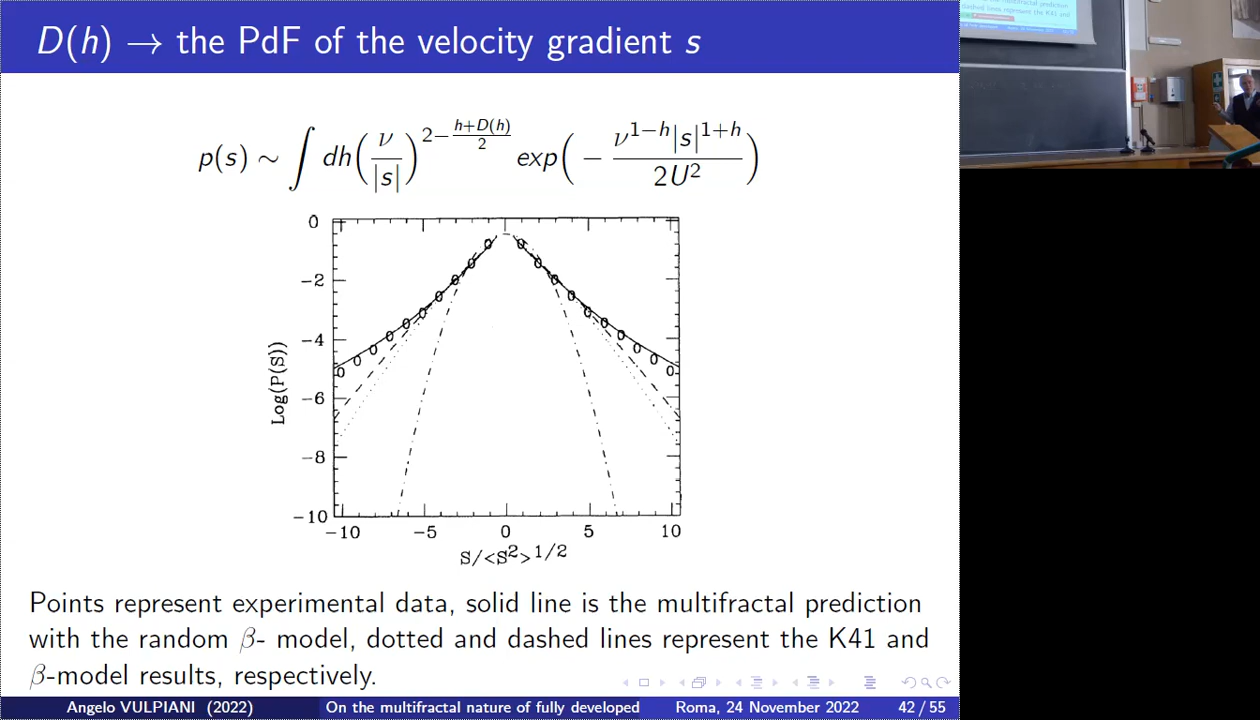 D(h) → the PdF of the velocity gradient s
p(s) ∼ ∫ dh(ν/|s|)^{2−(h+D(h))/2} exp(− ν^{1−h}|s|^{1+h}/2U²)
0
−2
−4
−6
−8
−10
Log(P(S))
−10 −5 0 5 10
S/<S²>^{1/2}
Points represent experimental data, solid line is the multifractal prediction
with the random β- model, dotted and dashed lines represent the K41 and
β-model results, respectively.
Angelo VULPIANI (2022) On the multifractal nature of fully developed Roma, 24 November 2022 42 / 55